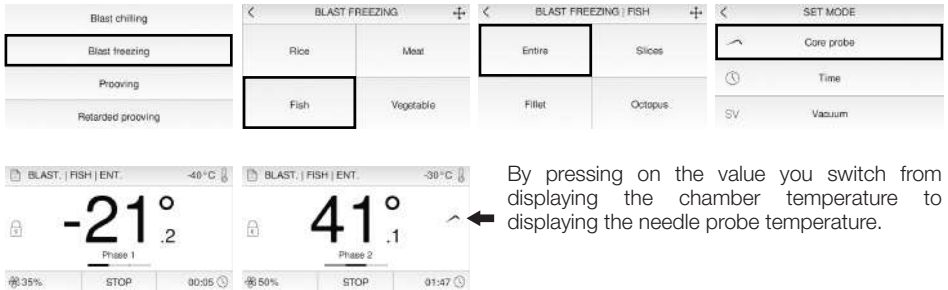 Blast chilling
Blast freezing
Prooving
Retarded prooving
BLAST FREEZING
Rice
Meat
Fish
Vegetable
BLAST FREEZING | FISH
Entire
Slices
Fillet
Octopus
SET MODE
Core probe
Time
SV
Vacuum
BLAST. | FISH | ENT.
-40°C
-21°.2
Phase 1
35%
STOP
00:05
BLAST. | FISH | ENT.
-30°C
41°.1
Phase 2
50%
STOP
01:47
By pressing on the value you switch from
displaying the chamber temperature to
displaying the needle probe temperature.